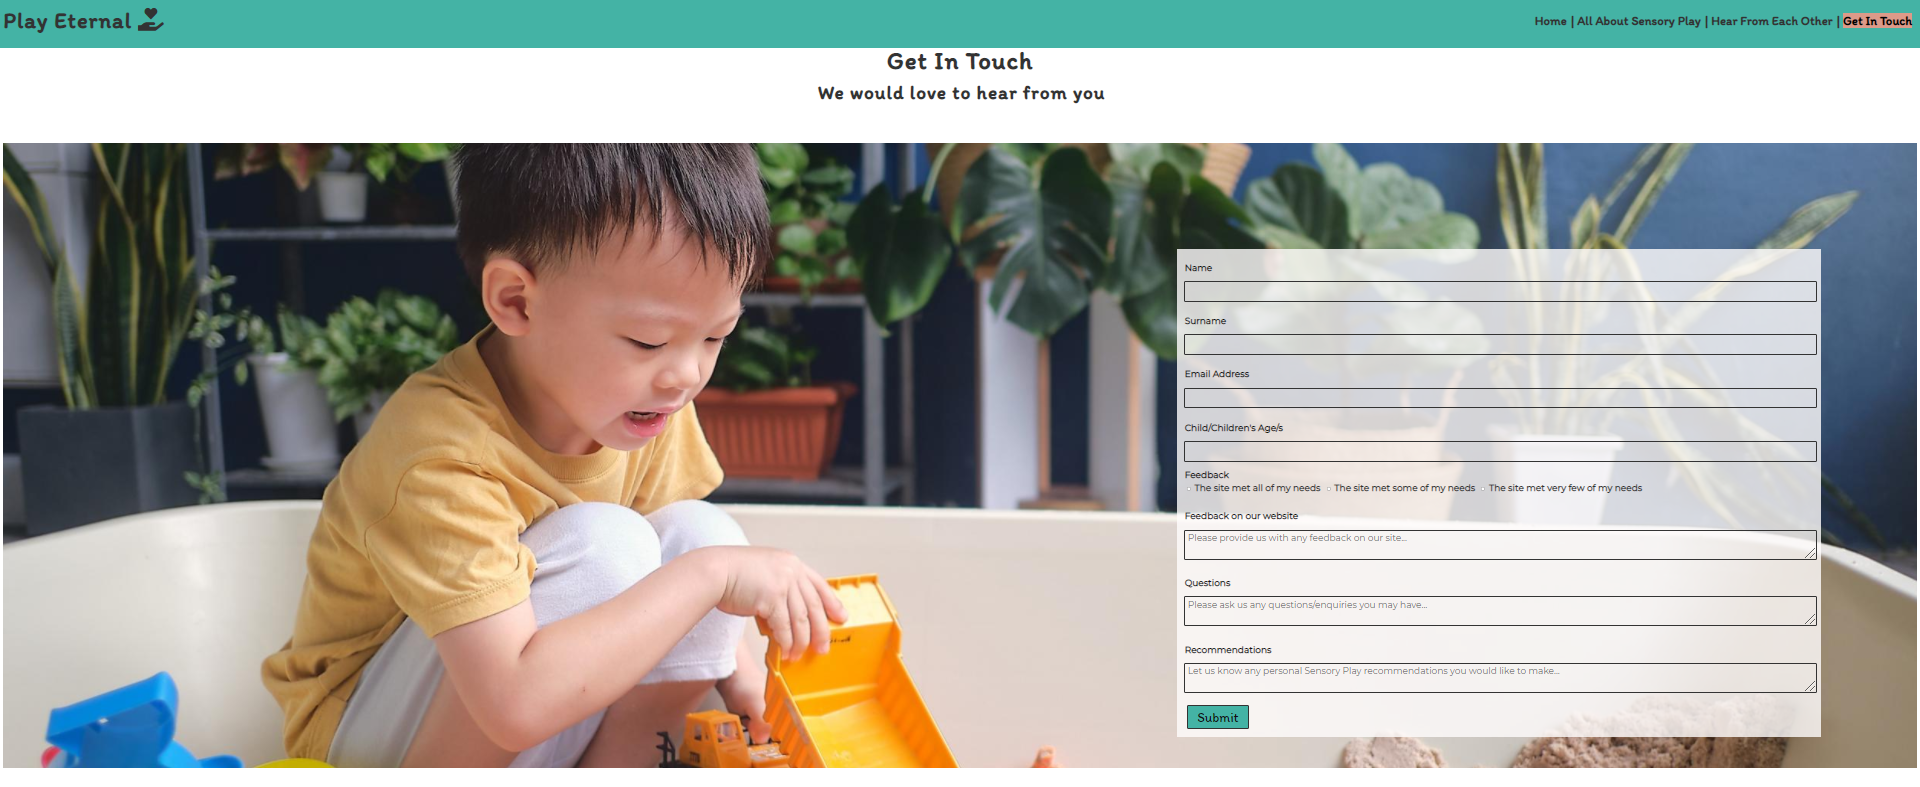 Play Eternal
Home | All About Sensory Play | Hear From Each Other | Get In Touch
Get In Touch
We would love to hear from you
Name
Surname
Email Address
Child/Children's Age/s
Feedback
The site met all of my needs The site met some of my needs The site met very few of my needs
Feedback on our website
Please provide us with any feedback on our site...
Questions
Please ask us any questions/enquiries you may have...
Recommendations
Let us know any personal Sensory Play recommendations you would like to make...
Submit